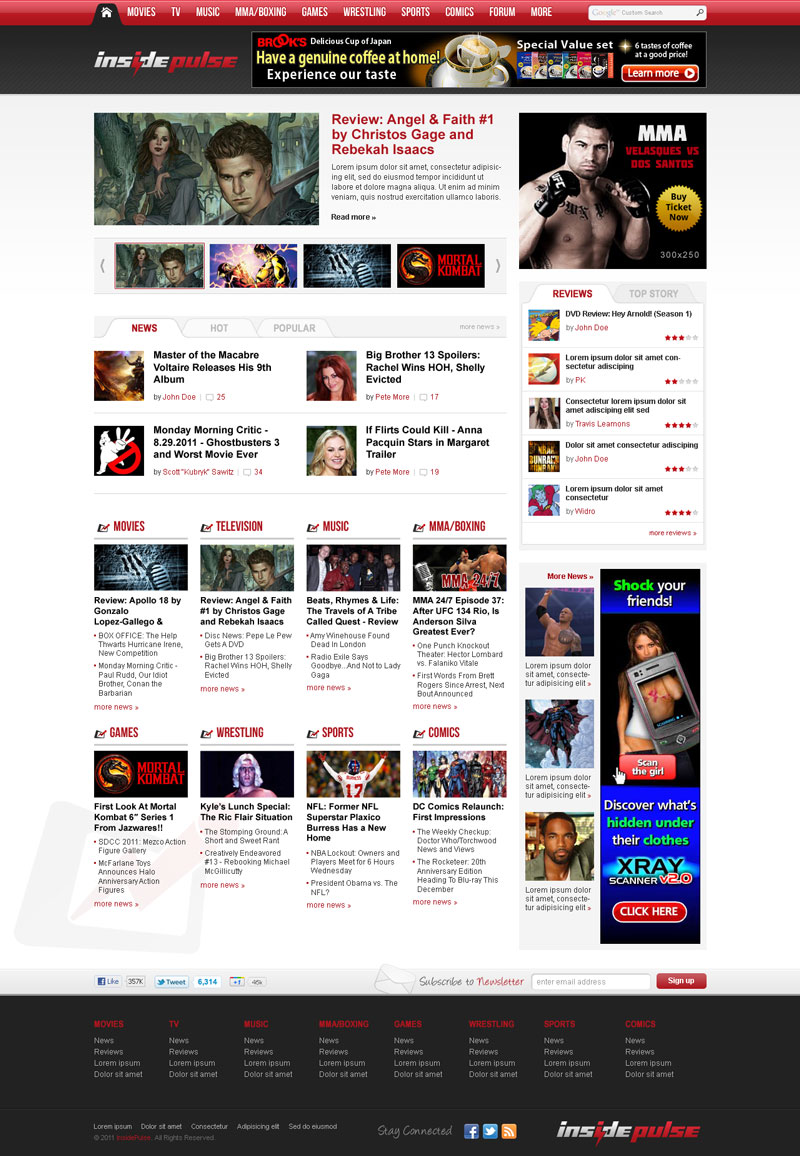 MOVIES TV MUSIC MMA/BOXING GAMES WRESTLING SPORTS COMICS FORUM MORE
Google™ Custom Search
insidepulse
BROOK'S Delicious Cup of Japan
Have a genuine coffee at home!
Experience our taste
Special Value set
6 tastes of coffee
at a good price!
Learn more
Review: Angel & Faith #1
by Christos Gage and
Rebekah Isaacs
Lorem ipsum dolor sit amet, consectetur adipisic-
ing elit, sed do eiusmod tempor incididunt ut
labore et dolore magna aliqua. Ut enim ad minim
veniam, quis nostrud exercitation ullamco laboris.
Read more »
MORTAL
KOMBAT
MMA
VELASQUES VS
DOS SANTOS
Buy
Ticket
Now
300x250
NEWS HOT POPULAR
more news »
Master of the Macabre
Voltaire Releases His 9th
Album
by John Doe | 25
Big Brother 13 Spoilers:
Rachel Wins HOH, Shelly
Evicted
by Pete More | 17
Monday Morning Critic -
8.29.2011 - Ghostbusters 3
and Worst Movie Ever
by Scott "Kubryk" Sawitz | 34
If Flirts Could Kill - Anna
Pacquin Stars in Margaret
Trailer
by Pete More | 19
REVIEWS TOP STORY
DVD Review: Hey Arnold! (Season 1)
by John Doe
Lorem ipsum dolor sit amet con-
sectetur adisciping
by PK
Consectetur lorem ipsum dolor sit
amet adisciping elit sed
by Travis Leamons
Dolor sit amet consectetur adisciping
by John Doe
Lorem ipsum dolor sit amet
consectetur
by Widro
more reviews »
MOVIES
Review: Apollo 18 by
Gonzalo
Lopez-Gallego &
BOX OFFICE: The Help
Thwarts Hurricane Irene,
New Competition
Monday Morning Critic -
Paul Rudd, Our Idiot
Brother, Conan the
Barbarian
more news »
TELEVISION
Review: Angel & Faith
#1 by Christos Gage
and Rebekah Isaacs
Disc News: Pepe Le Pew
Gets A DVD
Big Brother 13 Spoilers:
Rachel Wins HOH, Shelly
Evicted
more news »
MUSIC
Beats, Rhymes & Life:
The Travels of A Tribe
Called Quest - Review
Amy Winehouse Found
Dead In London
Radio Exile Says
Goodbye.. And Not to Lady
Gaga
more news »
MMA/BOXING
MMA 24/7
MMA 24/7 Episode 37:
After UFC 134 Rio, Is
Anderson Silva
Greatest Ever?
One Punch Knockout
Theater: Hector Lombard
vs. Falaniko Vitale
First Words From Brett
Rogers Since Arrest, Next
Bout Announced
more news »
GAMES
MORTAL
KOMBAT
First Look At Mortal
Kombat 6" Series 1
From Jazwares!!
SDCC 2011: Mezco Action
Figure Gallery
McFarlane Toys
Announces Halo
Anniversary Action
Figures
more news »
WRESTLING
Kyle's Lunch Special:
The Ric Flair Situation
The Stomping Ground: A
Short and Sweet Rant
Creatively Endeavored
#13 - Rebooking Michael
McGillicutty
more news »
SPORTS
17
NFL: Former NFL
Superstar Plaxico
Burress Has a New
Home
NBA Lockout: Owners and
Players Meet for 6 Hours
Wednesday
President Obama vs. The
NFL?
more news »
COMICS
DC Comics Relaunch:
First Impressions
The Weekly Checkup:
Doctor Who/Torchwood
News and Views
The Rocketeer: 20th
Anniversary Edition
Heading To Blu-ray This
December
more news »
More News »
Lorem ipsum dolor
sit amet, consecte-
tur adipisicing elit »
Lorem ipsum dolor
sit amet, consecte-
tur adipisicing elit »
Lorem ipsum dolor
sit amet, consecte-
tur adipisicing elit »
Shock your
friends!
Scan
the girl
Discover what's
hidden under
their clothes
XRAY
SCANNER v2.0
CLICK HERE
Like 357K Tweet 6,314 +1 45k
Subscribe to Newsletter
enter email address
Sign up
MOVIES TV MUSIC MMA/BOXING GAMES WRESTLING SPORTS COMICS
News News News News News News News News
Reviews Reviews Reviews Reviews Reviews Reviews Reviews Reviews
Lorem ipsum Lorem ipsum Lorem ipsum Lorem ipsum Lorem ipsum Lorem ipsum Lorem ipsum Lorem ipsum
Dolor sit amet Dolor sit amet Dolor sit amet Dolor sit amet Dolor sit amet Dolor sit amet Dolor sit amet Dolor sit amet
Lorem ipsum Dolor sit amet Consectetur Adipisicing elit Sed do eiusmod
© 2011 InsidePulse. All Rights Reserved.
Stay Connected
insidepulse